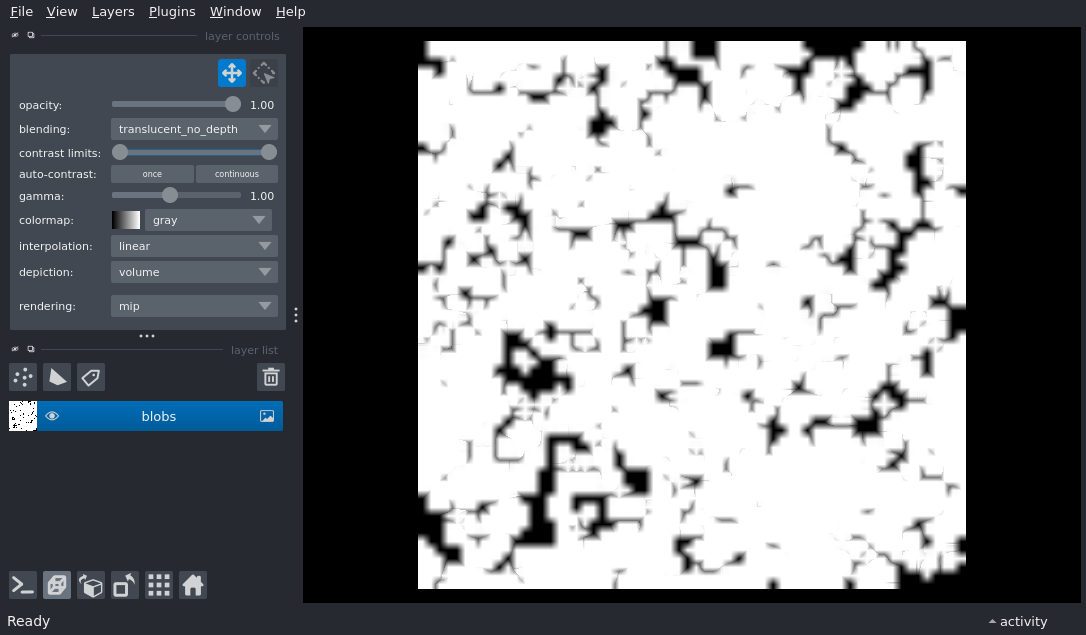 File View Layers Plugins Window Help
layer controls
opacity: 1.00
blending: translucent_no_depth
contrast limits:
auto-contrast: once continuous
gamma: 1.00
colormap: gray
interpolation: linear
depiction: volume
rendering: mip
layer list
blobs
Ready activity